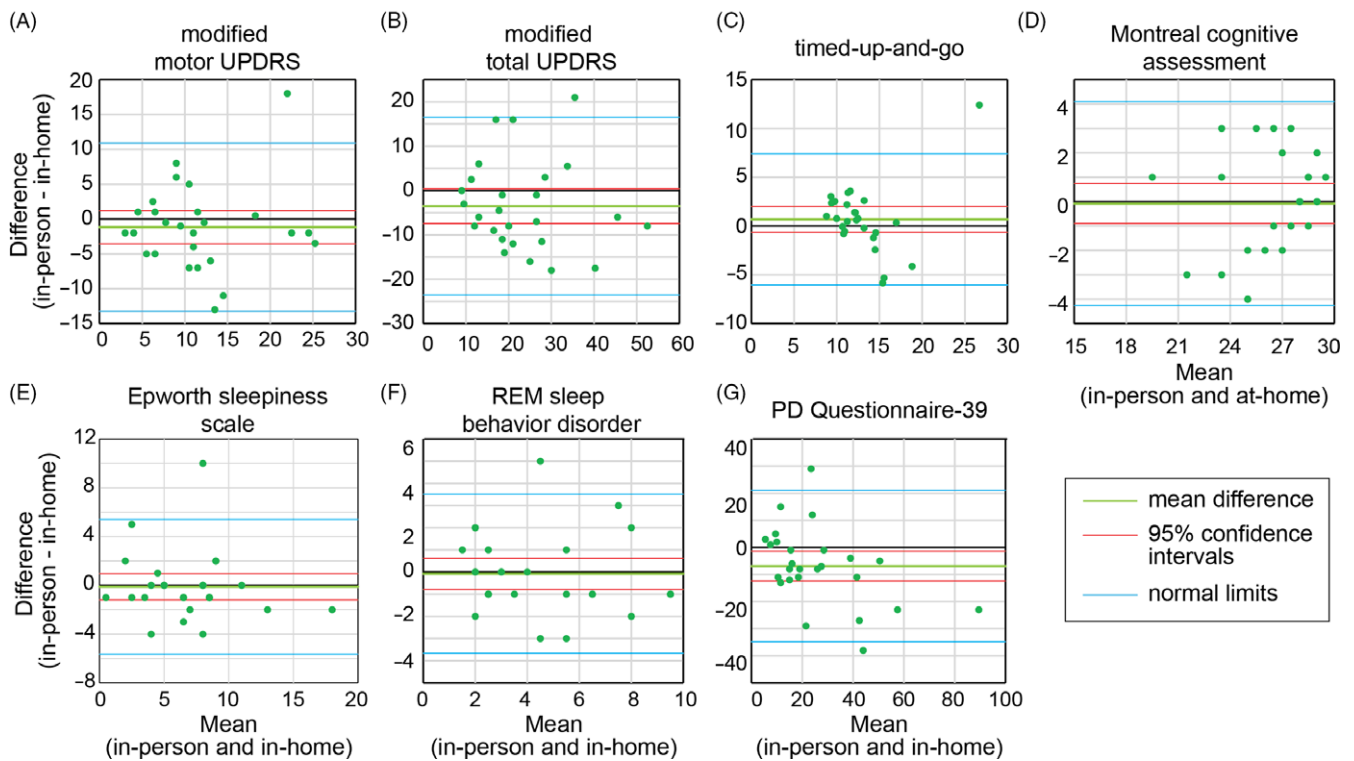 (A)
modified
motor UPDRS
20
15
10
5
0
−5
−10
−15
0 5 10 15 20 25 30
Difference
(in-person - in-home)
(B)
modified
total UPDRS
20
10
0
−10
−20
−30
0 10 20 30 40 50 60
(C)
timed-up-and-go
15
10
5
0
−5
−10
0 5 10 15 20 25 30
(D)
Montreal cognitive
assessment
4
2
0
−2
−4
15 18 21 24 27 30
Mean
(in-person and at-home)
(E)
Epworth sleepiness
scale
12
8
4
0
−4
−8
0 5 10 15 20
Difference
(in-person - in-home)
Mean
(in-person and in-home)
(F)
REM sleep
behavior disorder
6
4
2
0
−2
−4
0 2 4 6 8 10
Mean
(in-person and in-home)
(G)
PD Questionnaire-39
40
20
0
−20
−40
0 20 40 60 80 100
Mean
(in-person and in-home)
mean difference
95% confidence
intervals
normal limits